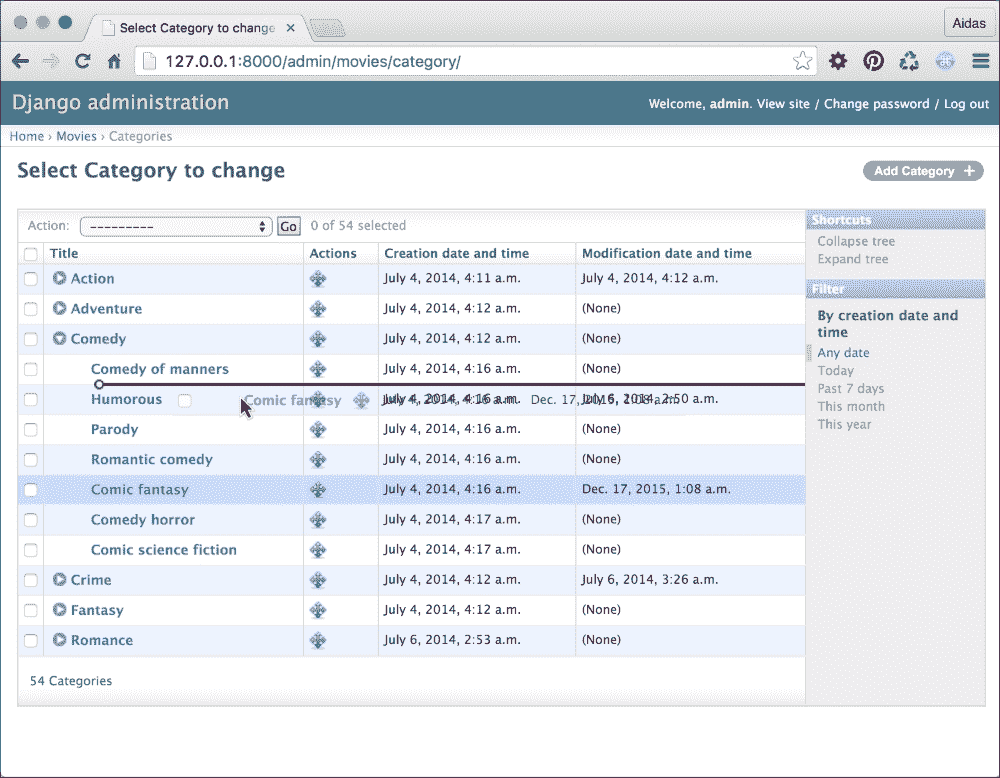 Select Category to change
Aidas
127.0.0.1:8000/admin/movies/category/
Django administration
Welcome, admin. View site / Change password / Log out
Home › Movies › Categories
Select Category to change
Add Category +
Action: --------- Go 0 of 54 selected
Title Actions Creation date and time Modification date and time
Action July 4, 2014, 4:11 a.m. July 4, 2014, 4:12 a.m.
Adventure July 4, 2014, 4:12 a.m. (None)
Comedy July 4, 2014, 4:12 a.m. (None)
Comedy of manners July 4, 2014, 4:16 a.m. (None)
Humorous July 4, 2014, 4:16 a.m. July 6, 2014, 2:50 a.m.
Comic fantasy July 4, 2014, 4:16 a.m. Dec. 17, 2015, 1:08 a.m.
Parody July 4, 2014, 4:16 a.m. (None)
Romantic comedy July 4, 2014, 4:16 a.m. (None)
Comic fantasy July 4, 2014, 4:16 a.m. Dec. 17, 2015, 1:08 a.m.
Comedy horror July 4, 2014, 4:17 a.m. (None)
Comic science fiction July 4, 2014, 4:17 a.m. (None)
Crime July 4, 2014, 4:12 a.m. July 6, 2014, 3:26 a.m.
Fantasy July 4, 2014, 4:12 a.m. (None)
Romance July 6, 2014, 2:53 a.m. (None)
54 Categories
Shortcuts
Collapse tree
Expand tree
Filter
By creation date and
time
Any date
Today
Past 7 days
This month
This year